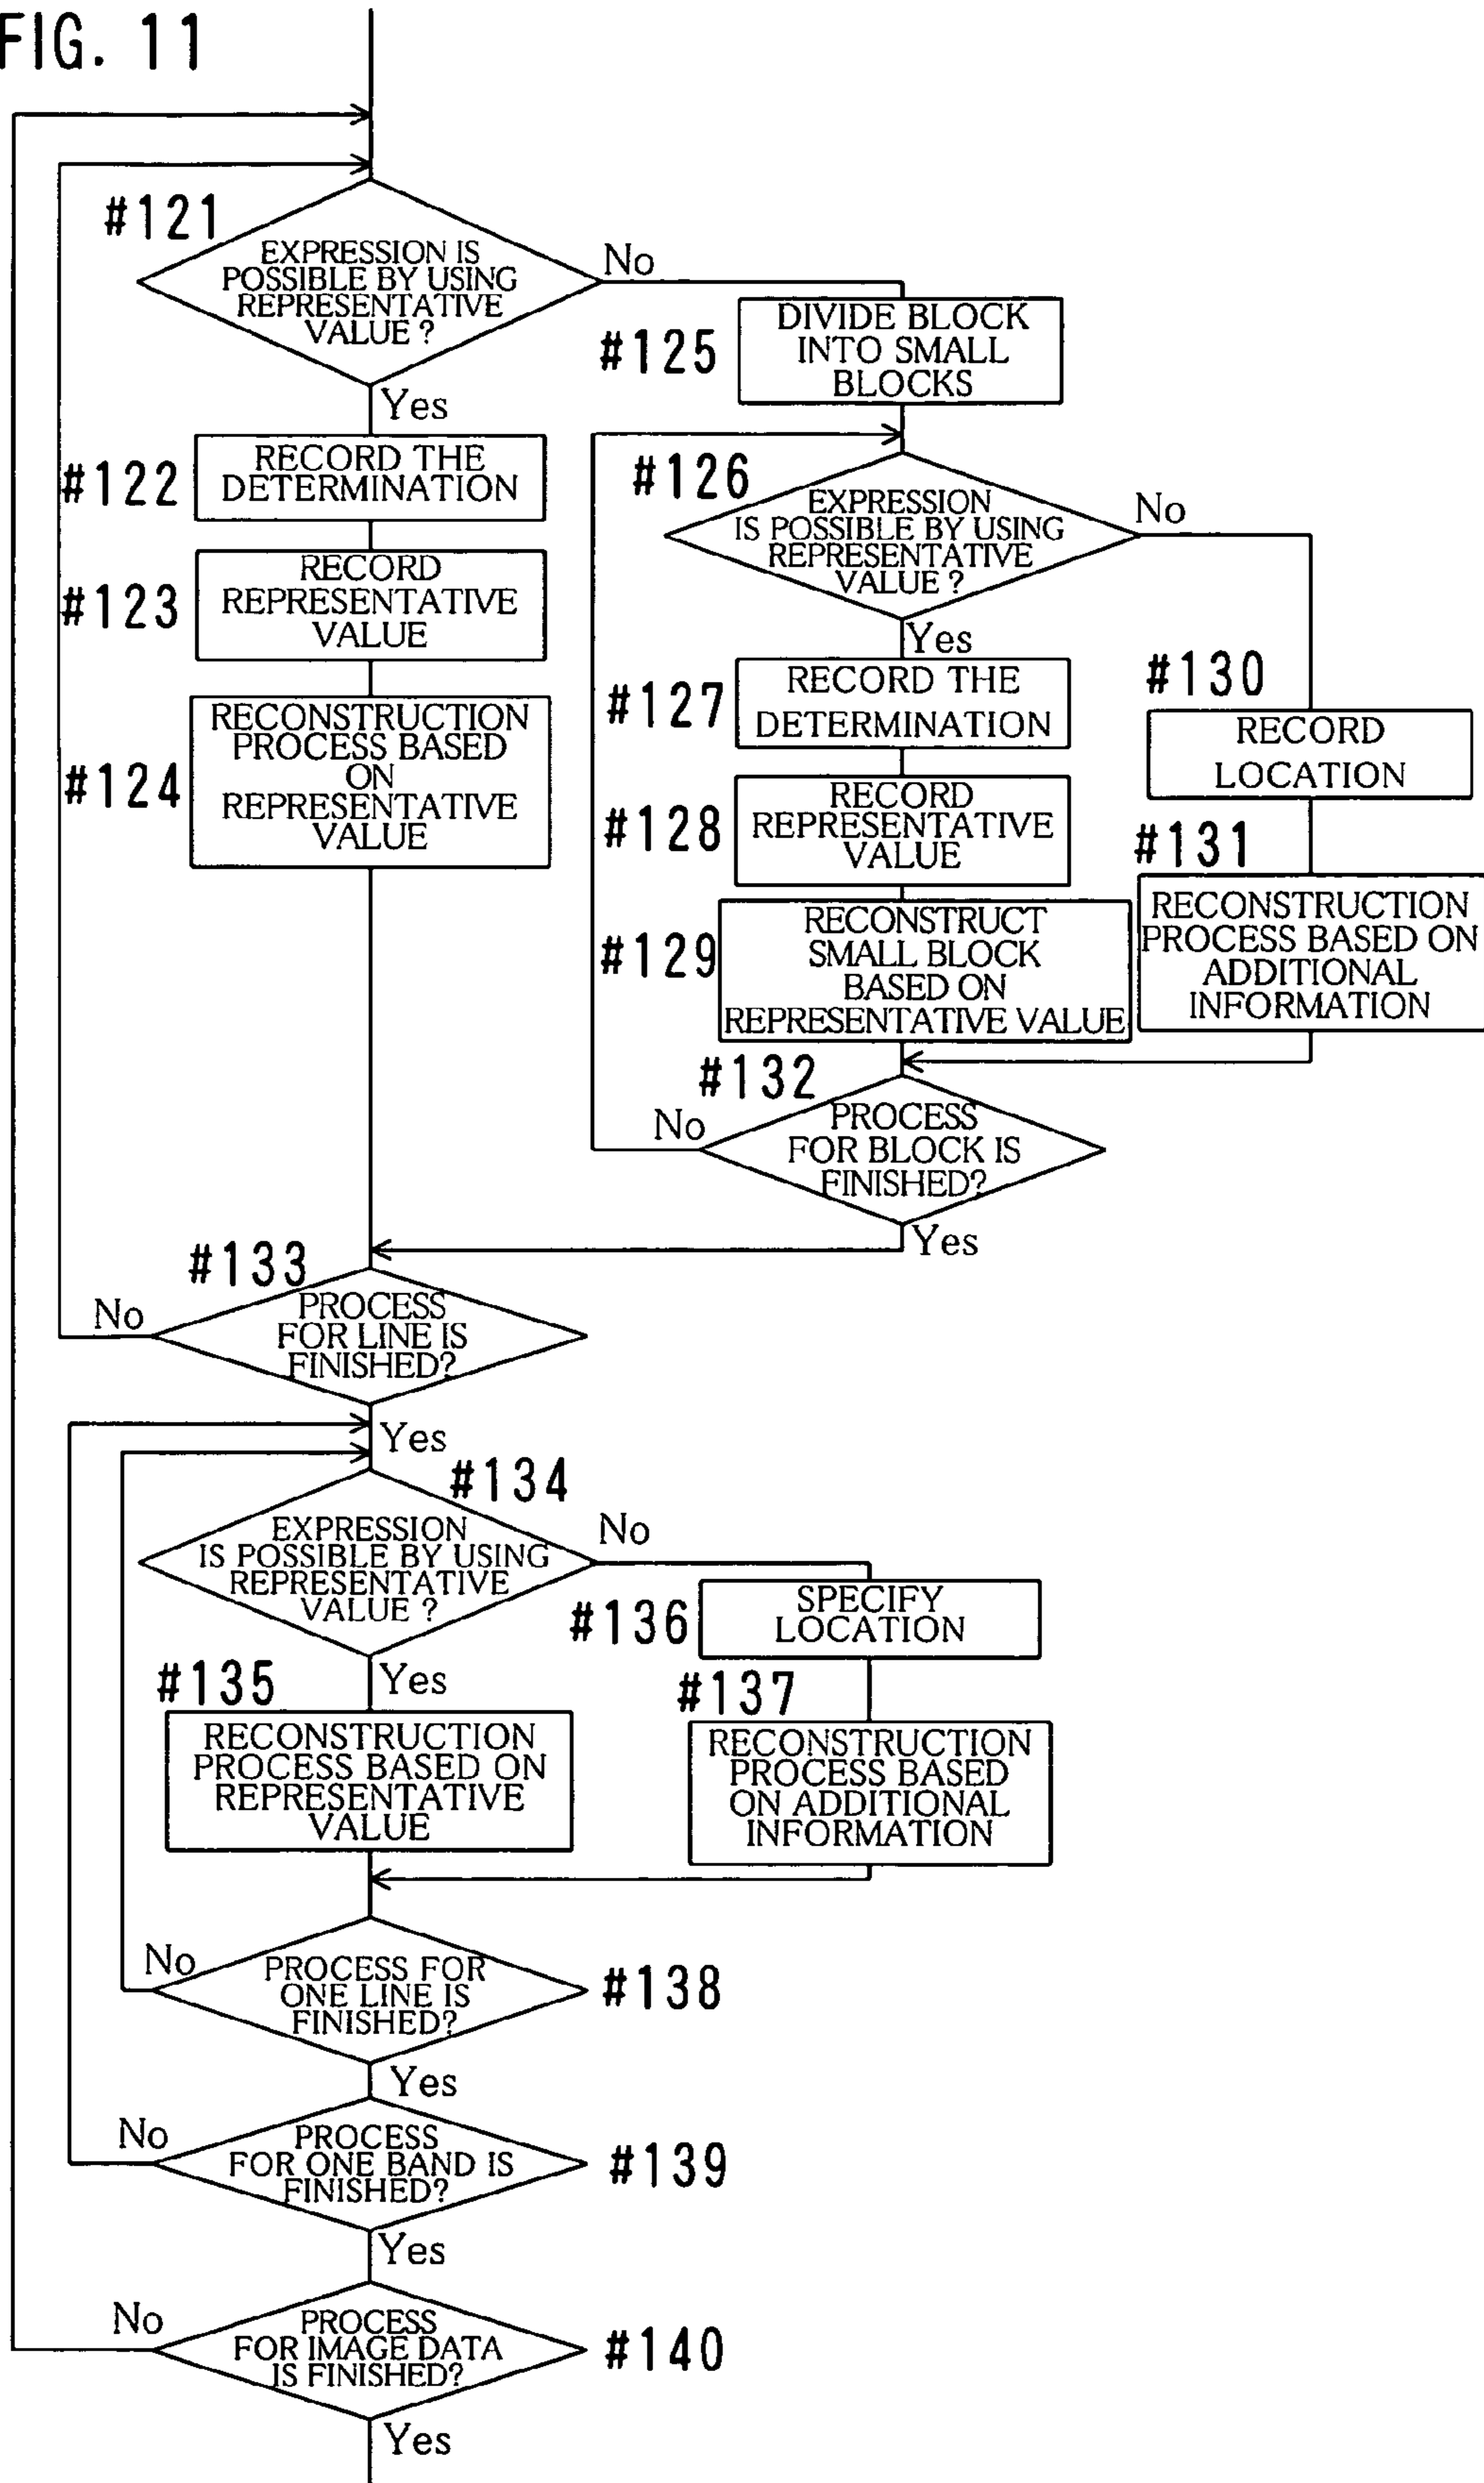 FIG. 11
#121
EXPRESSION IS
POSSIBLE BY USING
REPRESENTATIVE
VALUE ?
No
Yes
#122
RECORD THE
DETERMINATION
#123
RECORD
REPRESENTATIVE
VALUE
#124
RECONSTRUCTION
PROCESS BASED
ON
REPRESENTATIVE
VALUE
#125
DIVIDE BLOCK
INTO SMALL
BLOCKS
#126
EXPRESSION
IS POSSIBLE BY USING
REPRESENTATIVE
VALUE ?
No
Yes
#127
RECORD THE
DETERMINATION
#128
RECORD
REPRESENTATIVE
VALUE
#129
RECONSTRUCT
SMALL BLOCK
BASED ON
REPRESENTATIVE VALUE
#130
RECORD
LOCATION
#131
RECONSTRUCTION
PROCESS BASED ON
ADDITIONAL
INFORMATION
#132
PROCESS
FOR BLOCK IS
FINISHED?
No
Yes
#133
PROCESS
FOR LINE IS
FINISHED?
No
Yes
#134
EXPRESSION
IS POSSIBLE BY USING
REPRESENTATIVE
VALUE ?
No
Yes
#135
RECONSTRUCTION
PROCESS BASED ON
REPRESENTATIVE
VALUE
#136
SPECIFY
LOCATION
#137
RECONSTRUCTION
PROCESS BASED
ON ADDITIONAL
INFORMATION
No
PROCESS FOR
ONE LINE IS
FINISHED?
#138
Yes
No
PROCESS
FOR ONE BAND IS
FINISHED?
#139
Yes
No
PROCESS
FOR IMAGE DATA
IS FINISHED?
#140
Yes